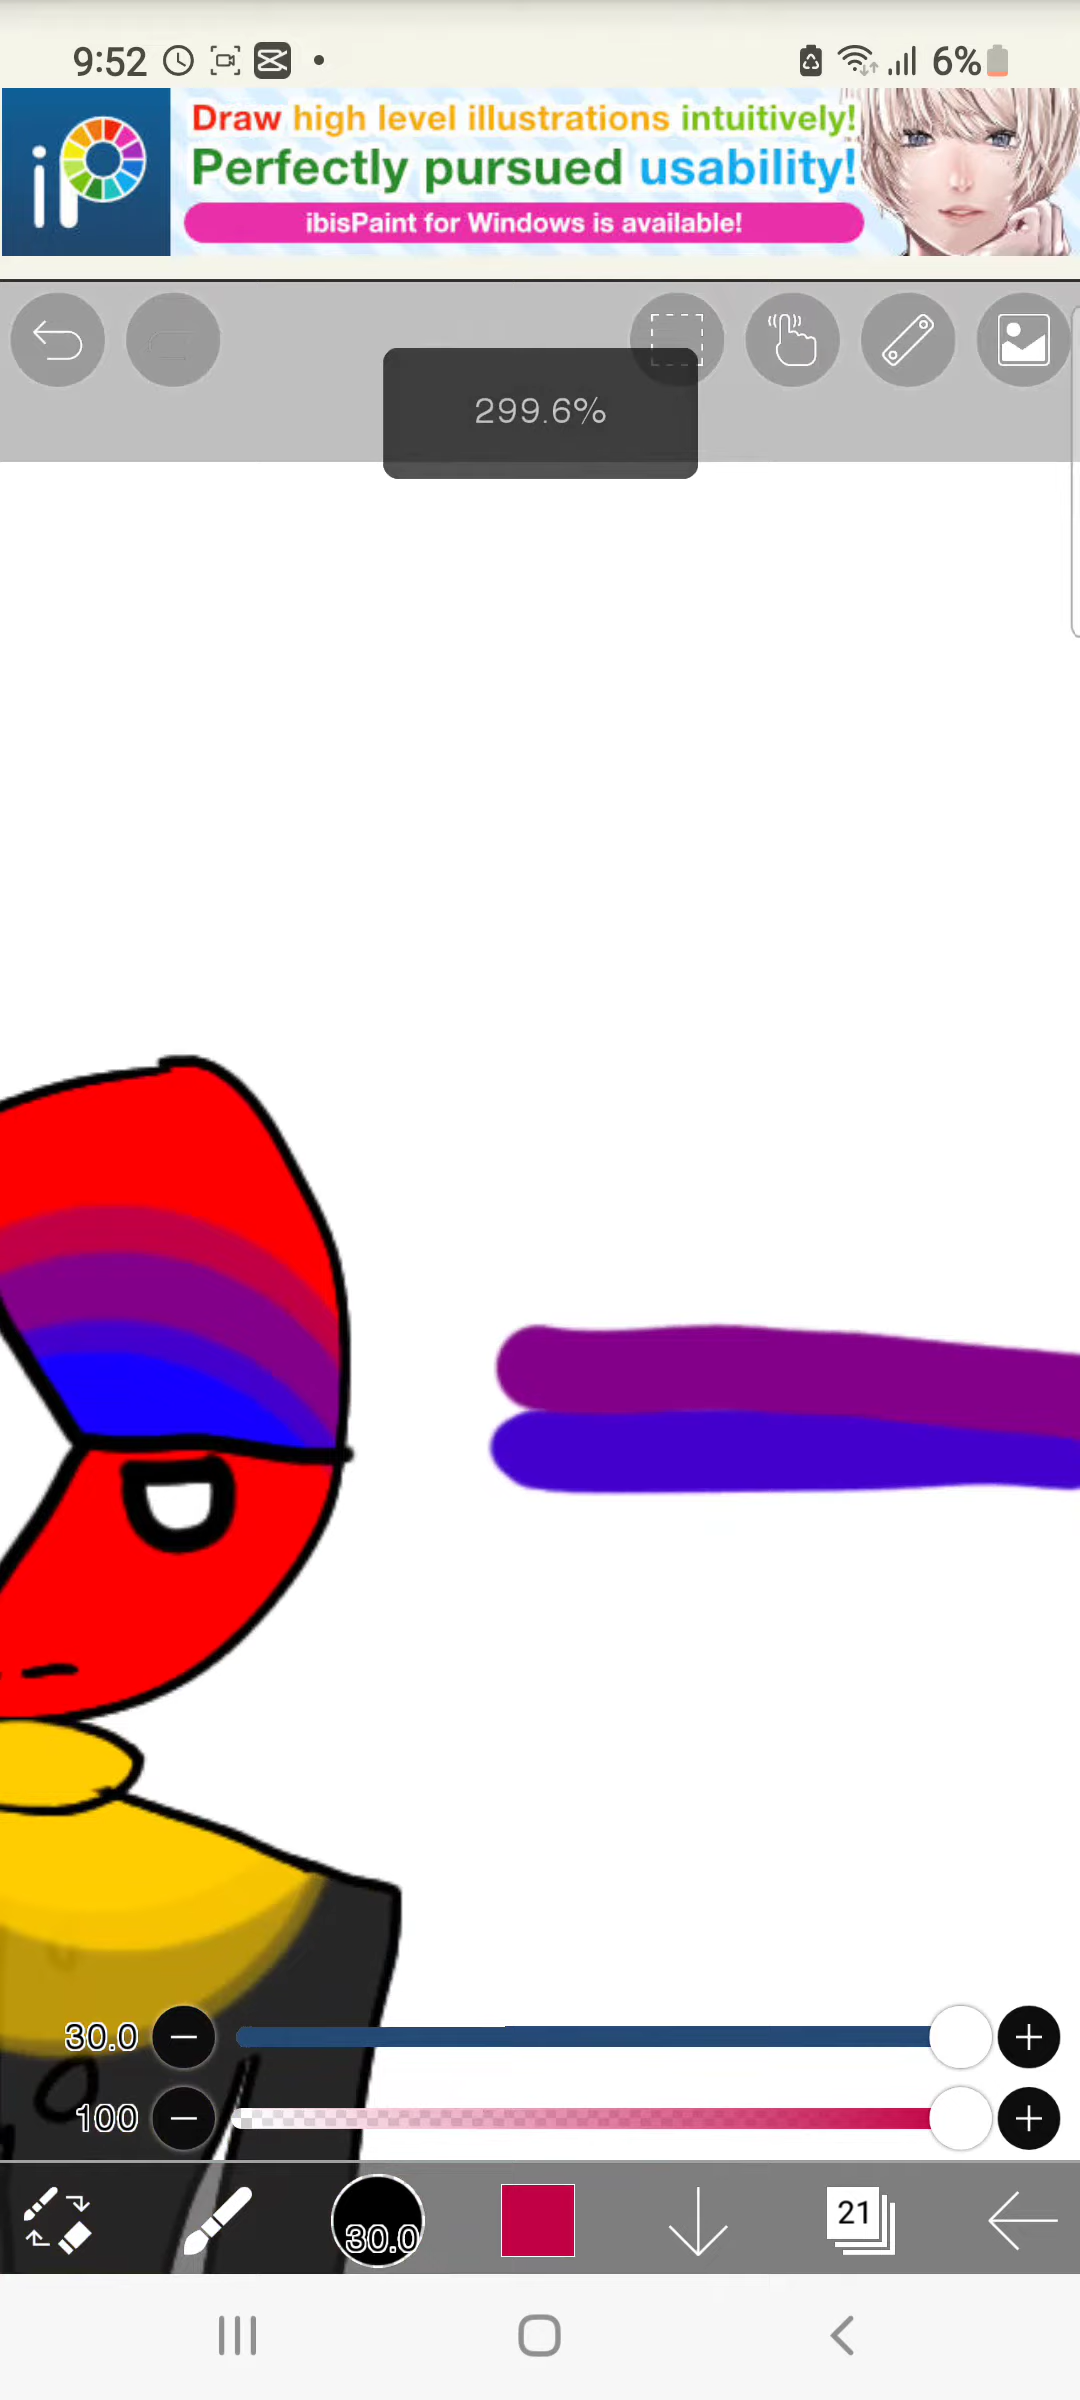 9:52
6%
iP
Draw high level illustrations intuitively!
Perfectly pursued usability!
ibisPaint for Windows is available!
299.6%
30.0
100
30.0
21